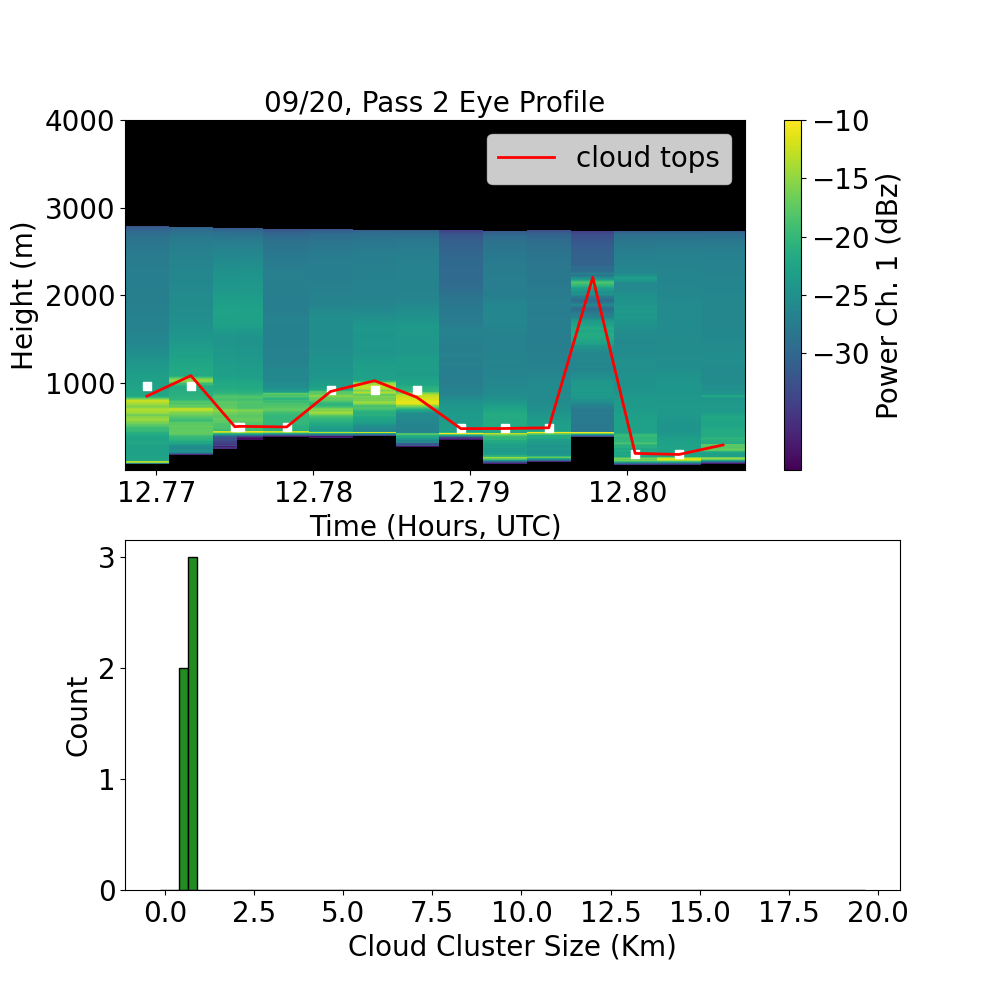 09/20, Pass 2 Eye Profile
4000
3000
2000
1000
Height (m)
cloud tops
−10
−15
−20
−25
−30
Power Ch. 1 (dBz)
12.77 12.78 12.79 12.80
Time (Hours, UTC)
3
2
1
0
Count
0.0 2.5 5.0 7.5 10.0 12.5 15.0 17.5 20.0
Cloud Cluster Size (Km)